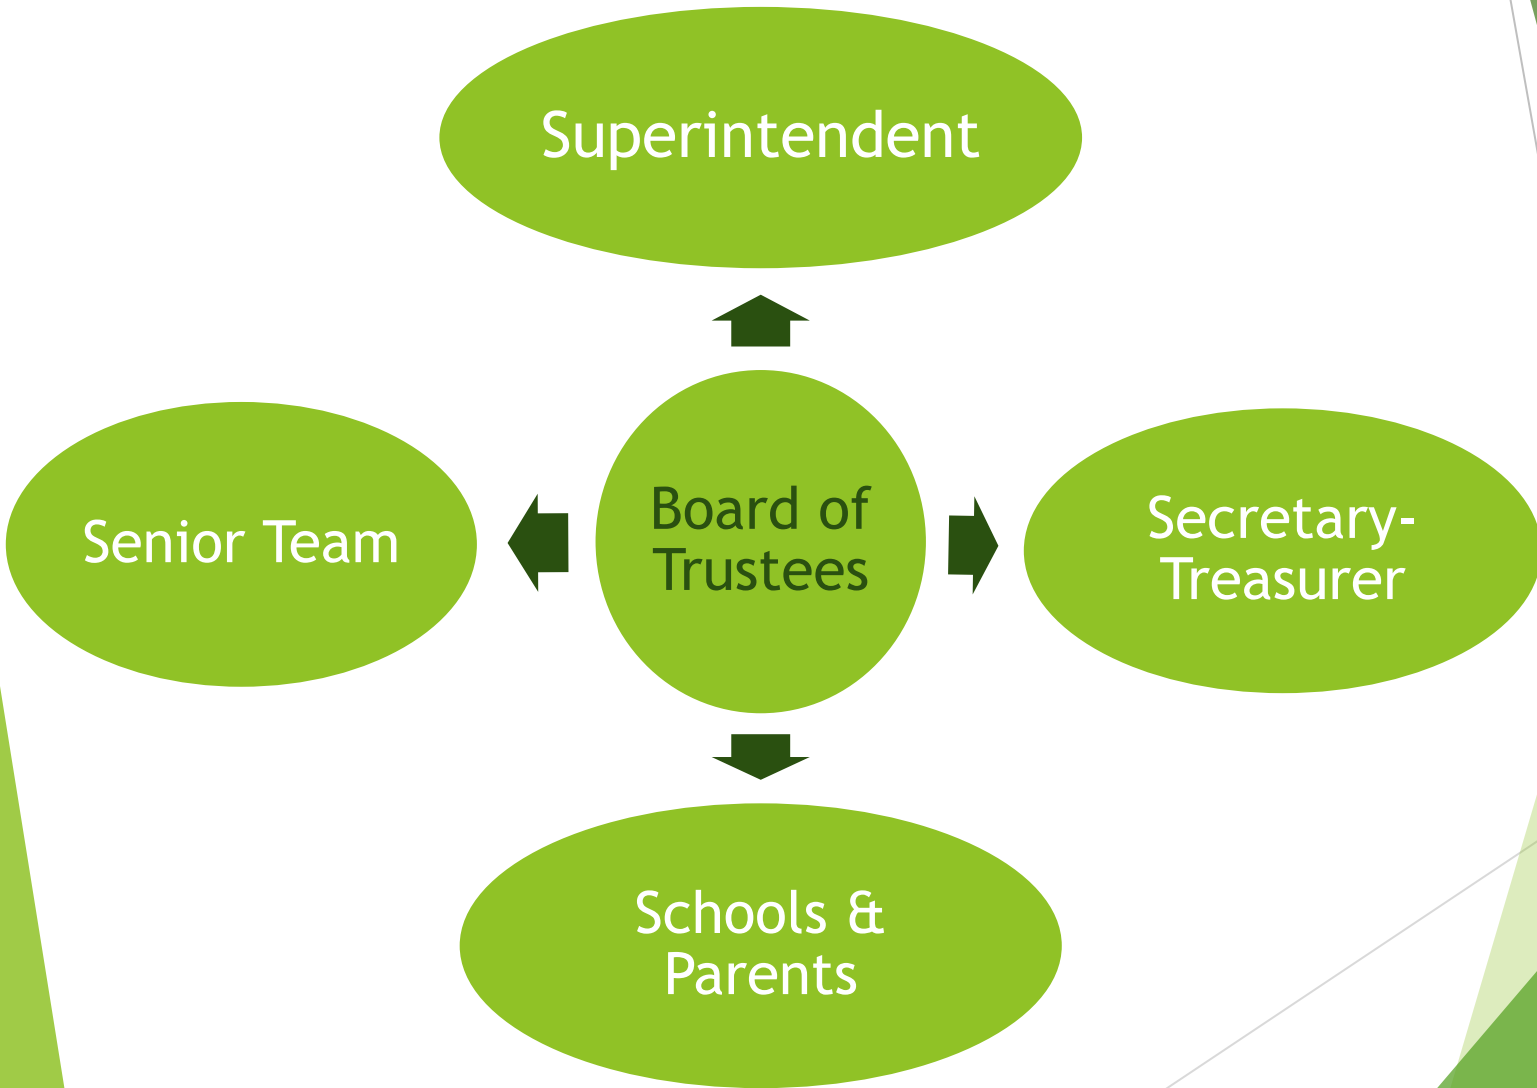 Superintendent
Senior Team
Board of
Trustees
Secretary-
Treasurer
Schools &
Parents